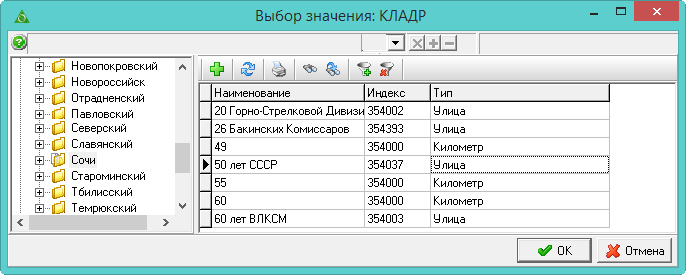 Выбор значения: КЛАДР
Новопокровский
Новороссийск
Отрадненский
Павловский
Северский
Славянский
Сочи
Староминский
Тбилисский
Темрюкский
Наименование Индекс Тип
20 Горно-Стрелковой Дивизи 354002 Улица
26 Бакинских Комиссаров 354393 Улица
49 354000 Километр
50 лет СССР 354037 Улица
55 354000 Километр
60 354000 Километр
60 лет ВЛКСМ 354003 Улица
OK Отмена